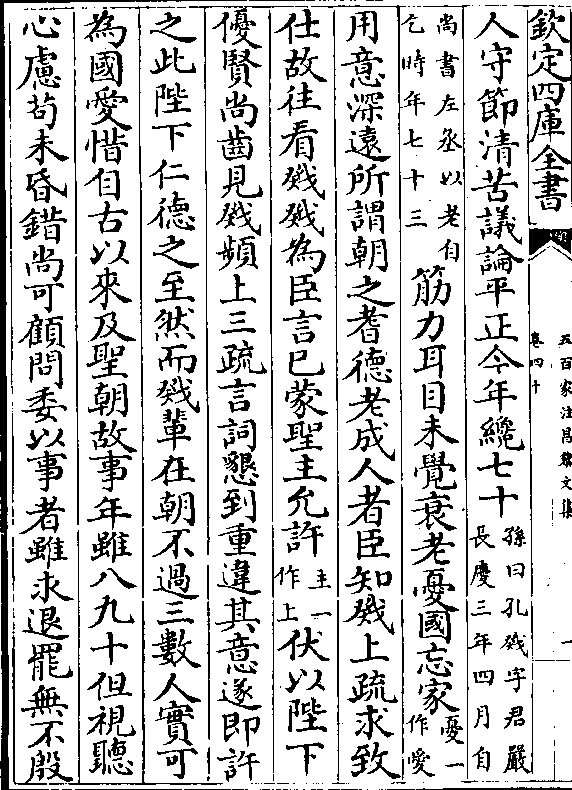 欽定四庫全書
五百家注昌黎文集
卷四十
一
人守節清苦議論平正今年纔七十
孫曰孔戣字君嚴
長慶三年四月自
尚書左丞以老自
乞時年七十三
筋力耳目未覺衰老憂國忘家
憂一
作愛
用意深遠所謂朝之耆德老成人者臣知戣上疏求致
仕故往看戣戣為臣言已蒙聖主允許
主一
作上
伏以陛下
優賢尚齒見戣頻上三疏言詞懇到重違其意遂即許
之此陛下仁德之至然而戣輩在朝不過三數人實可
為國愛惜自古以來及聖朝故事年雖八九十但視聽
心慮苟未昏錯尚可顧問委以事者雖求退罷無不殷